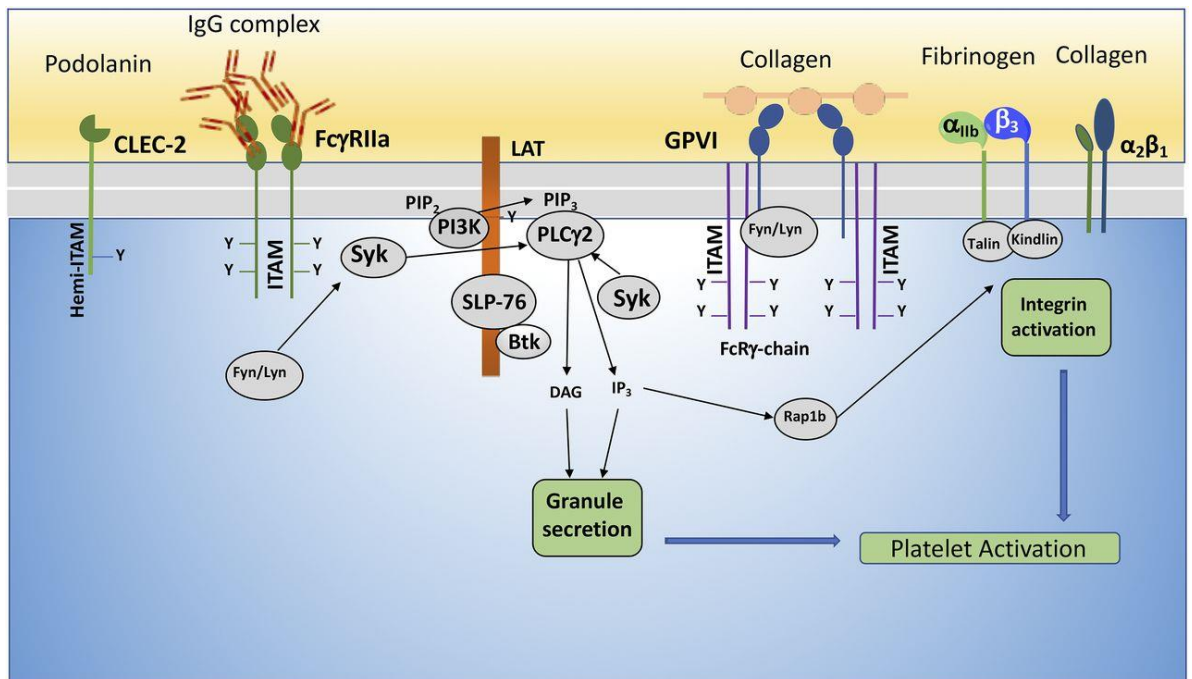 IgG complex
Podolanin
Collagen
Fibrinogen
Collagen
CLEC-2
FcγRIIa
LAT
GPVI
αIIb
β3
α2β1
PIP2
PIP3
Y
PI3K
PLCγ2
Fyn/Lyn
Talin
Kindlin
Hemi-ITAM
Y
ITAM
Y
Y
Y
Y
Syk
SLP-76
Btk
Syk
ITAM
Y
Y
Y
Y
ITAM
Y
Y
Y
Y
FcRγ-chain
Integrin
activation
Fyn/Lyn
DAG
IP3
Rap1b
Granule
secretion
Platelet Activation